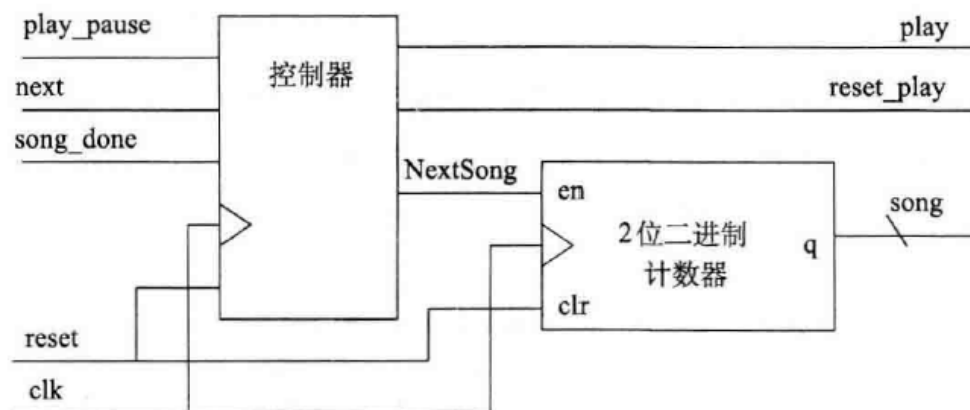 play_pause
next
song_done
reset
clk
控制器
play
reset_play
NextSong
en
2位二进制
计数器
q
clr
song